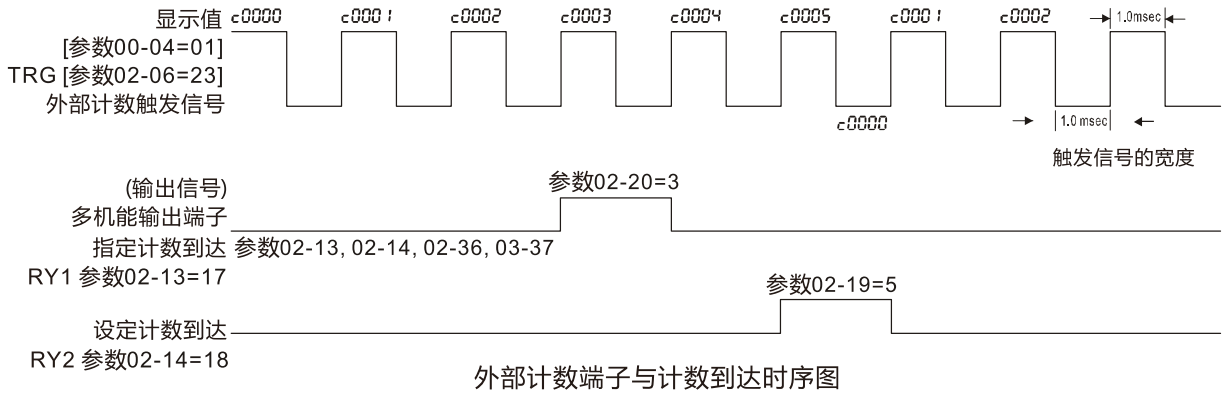 显示值 c0000 c0001 c0002 c0003 c0004 c0005 c0001 c0002 1.0msec
[参数00-04=01]
TRG [参数02-06=23]
外部计数触发信号
c0000 1.0 msec
触发信号的宽度
(输出信号) 参数02-20=3
多机能输出端子
指定计数到达 参数02-13, 02-14, 02-36, 03-37
RY1 参数02-13=17
参数02-19=5
设定计数到达
RY2 参数02-14=18
外部计数端子与计数到达时序图